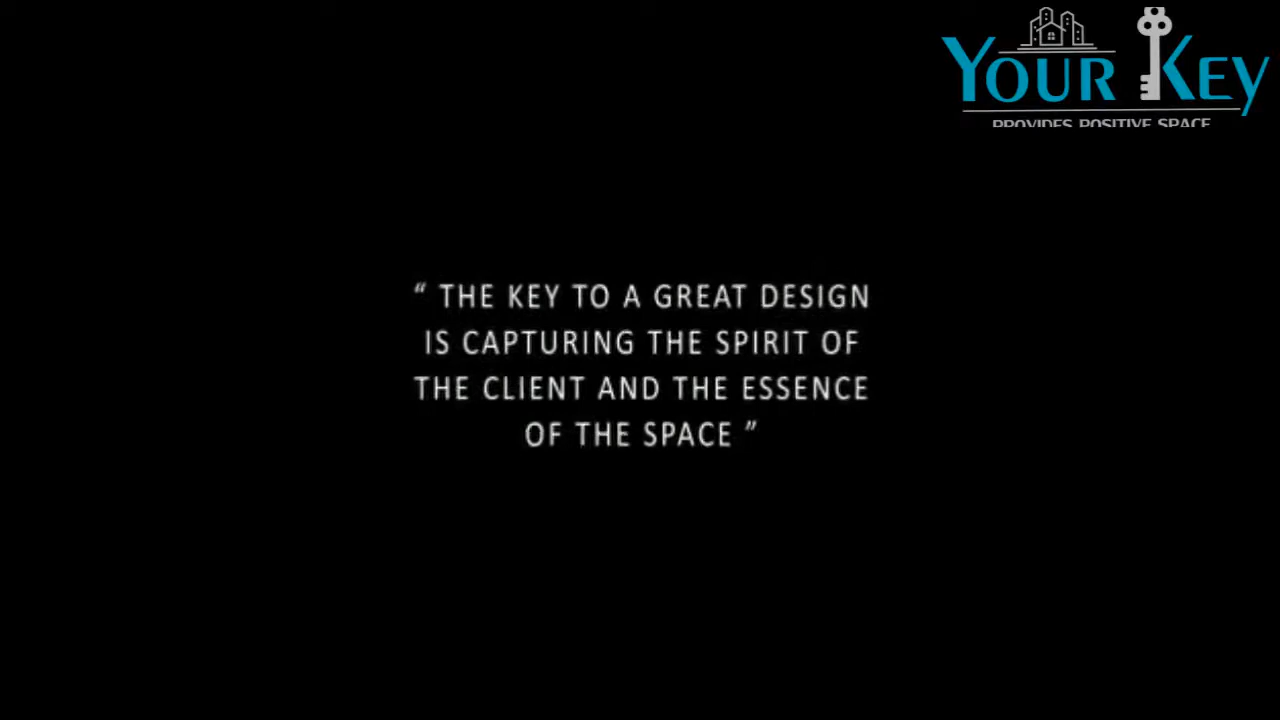 YOUR KEY
PROVIDES POSITIVE SPACE
“ THE KEY TO A GREAT DESIGN
IS CAPTURING THE SPIRIT OF
THE CLIENT AND THE ESSENCE
OF THE SPACE ”